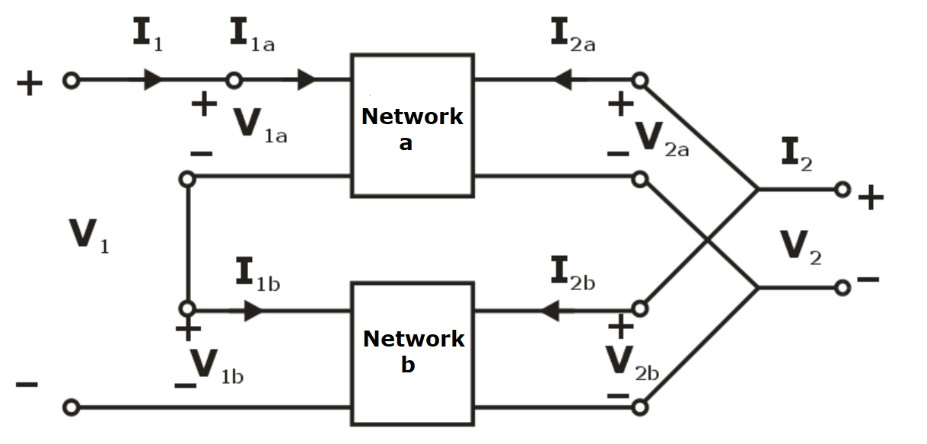 I1 I1a I2a
+ + V1a Network a + V2a I2
− − − +
V1 V2
I1b I2b −
+ V1b Network b + V2b
− − −